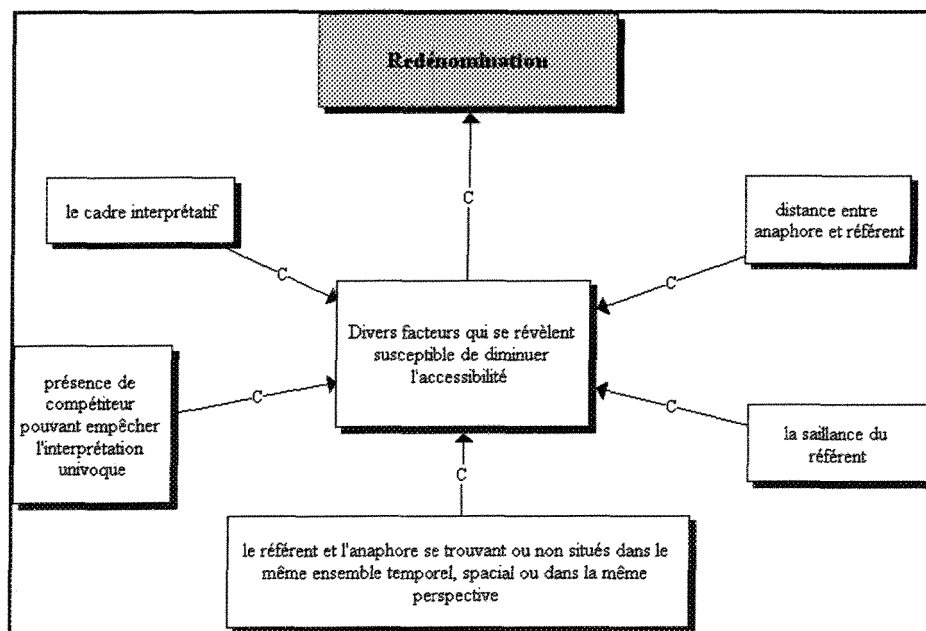 Redénomination
C
le cadre interprétatif
distance entre
anaphore et référent
C
C
Divers facteurs qui se révèlent
susceptible de diminuer
l'accessibilité
présence de
compétiteur
pouvant empêcher
l'interprétation
univoque
C
C
la saillance du
référent
C
le référent et l'anaphore se trouvant ou non situés dans le
même ensemble temporel, spacial ou dans la même
perspective